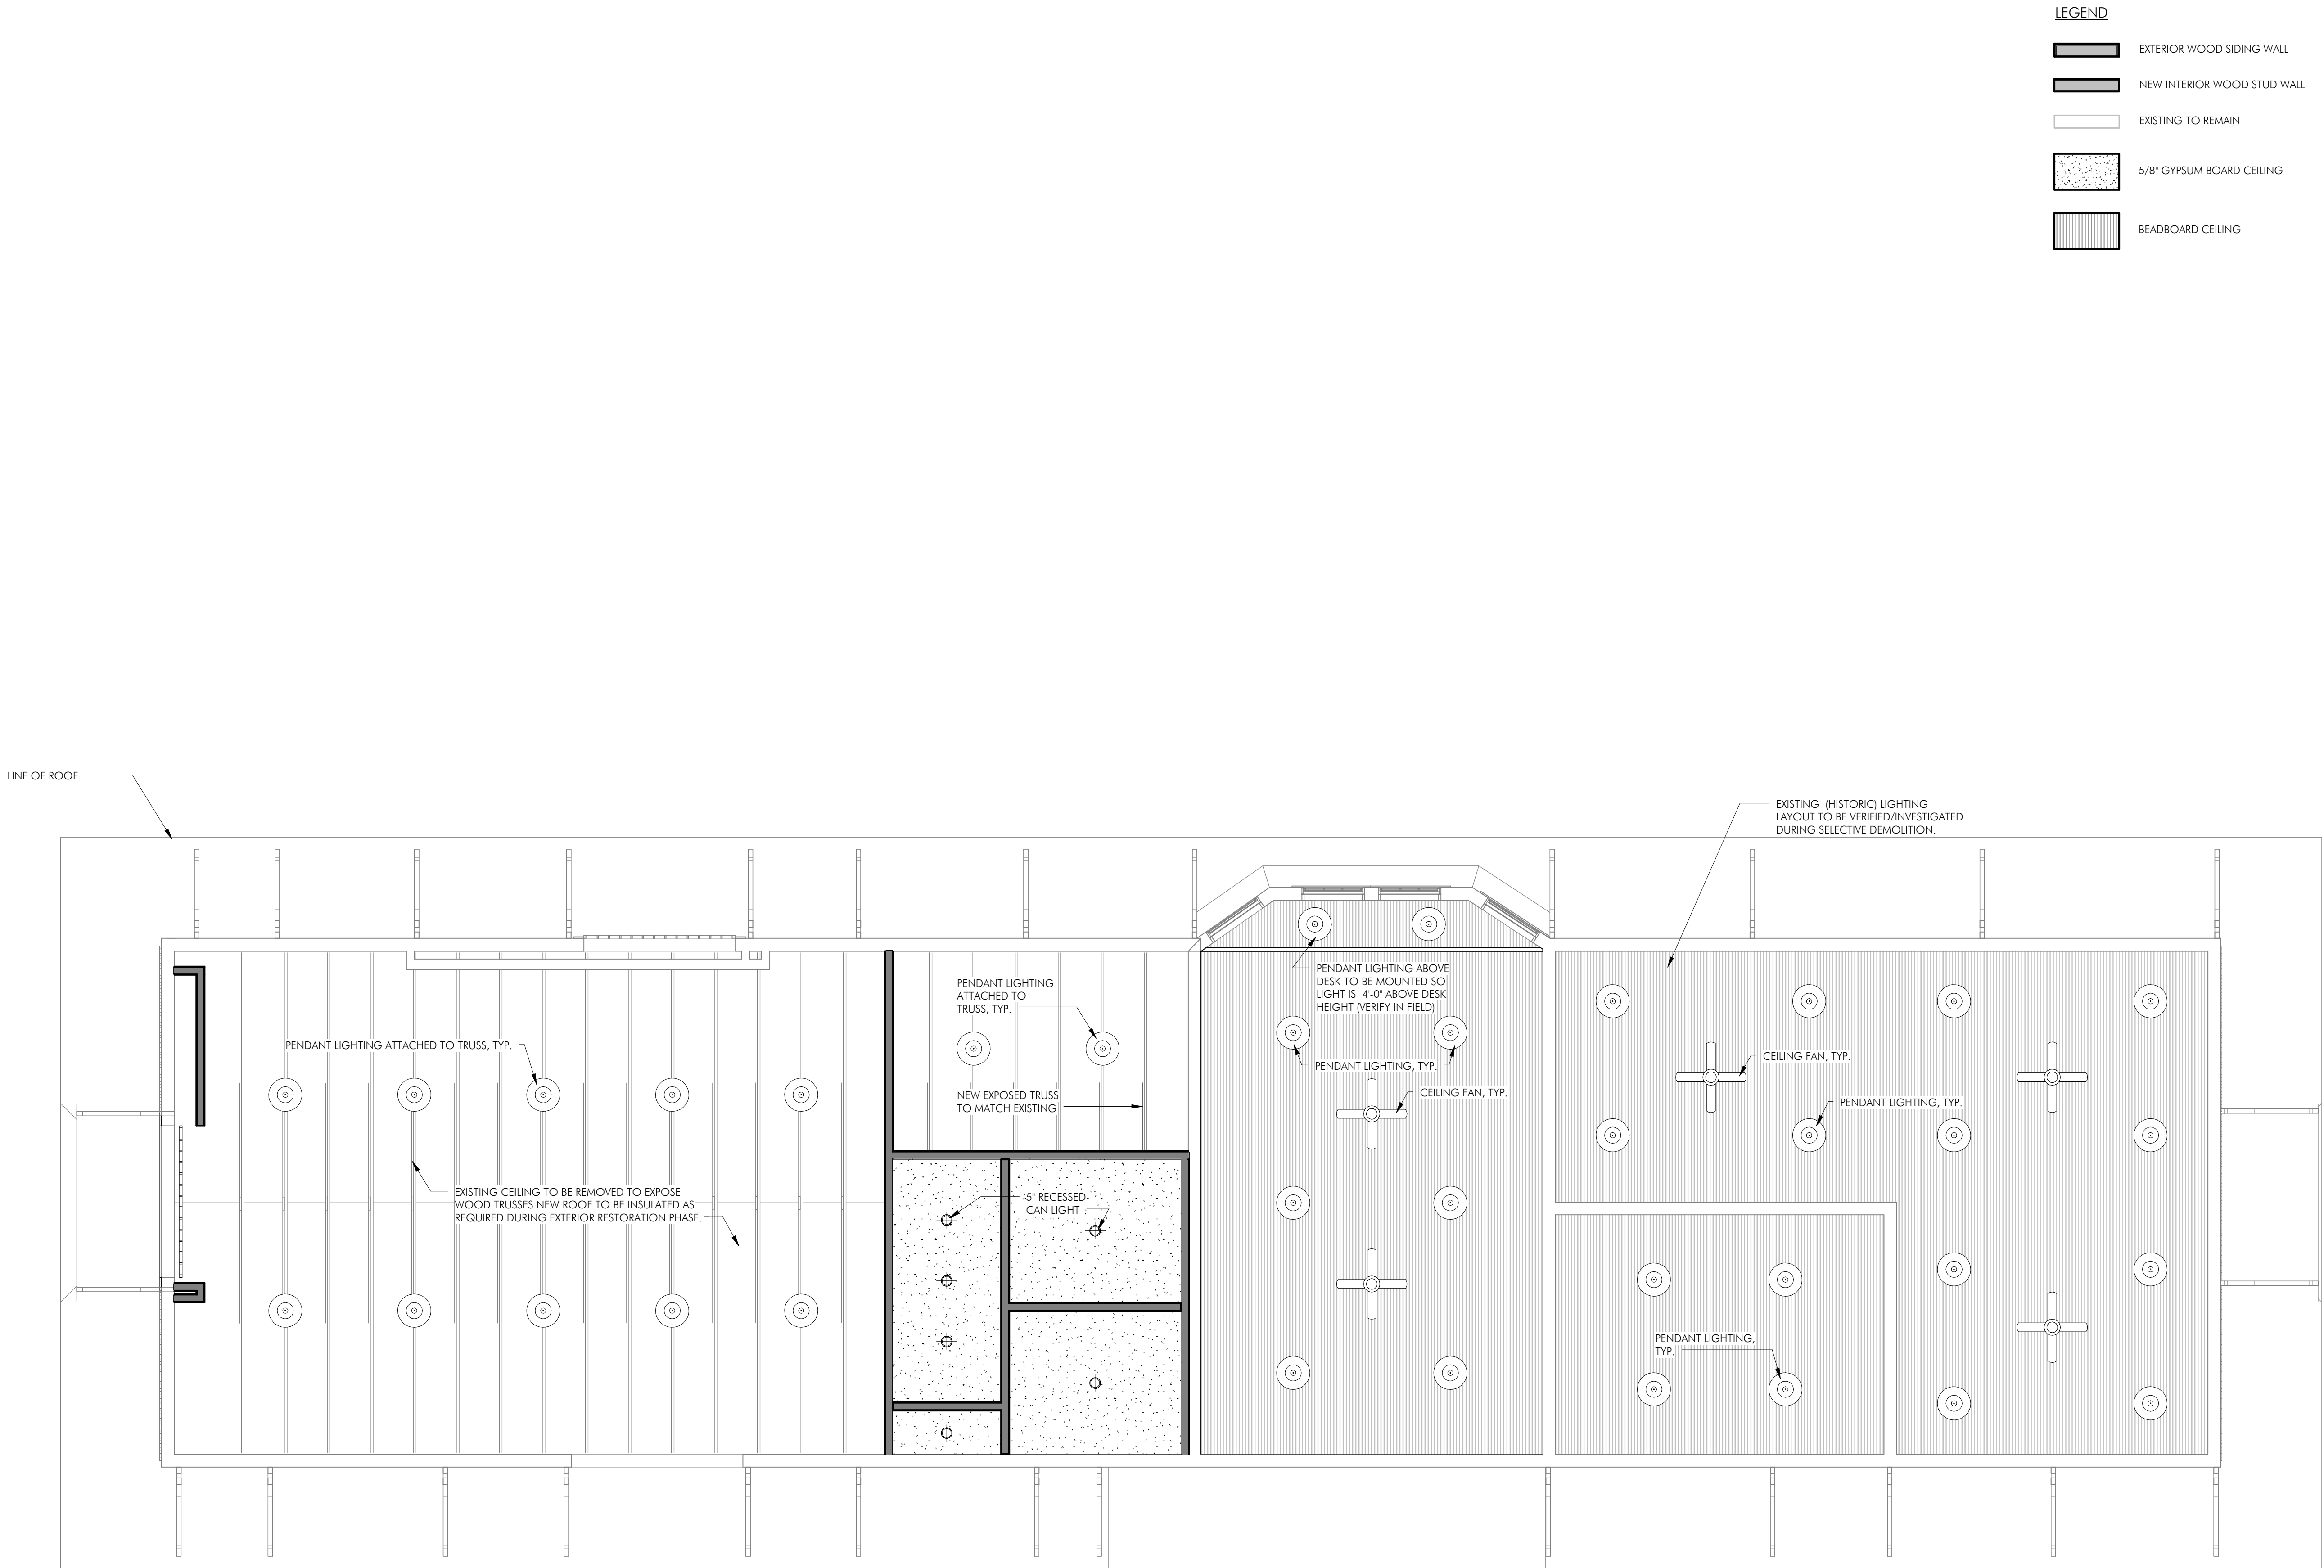 LEGEND
EXTERIOR WOOD SIDING WALL
NEW INTERIOR WOOD STUD WALL
EXISTING TO REMAIN
5/8" GYPSUM BOARD CEILING
BEADBOARD CEILING
LINE OF ROOF
EXISTING (HISTORIC) LIGHTING
LAYOUT TO BE VERIFIED/INVESTIGATED
DURING SELECTIVE DEMOLITION.
PENDANT LIGHTING ABOVE
DESK TO BE MOUNTED SO
LIGHT IS 4'-0" ABOVE DESK
HEIGHT (VERIFY IN FIELD)
PENDANT LIGHTING
ATTACHED TO
TRUSS, TYP.
PENDANT LIGHTING ATTACHED TO TRUSS, TYP.
PENDANT LIGHTING, TYP.
CEILING FAN, TYP.
CEILING FAN, TYP.
NEW EXPOSED TRUSS
TO MATCH EXISTING
PENDANT LIGHTING, TYP.
EXISTING CEILING TO BE REMOVED TO EXPOSE
WOOD TRUSSES NEW ROOF TO BE INSULATED AS
REQUIRED DURING EXTERIOR RESTORATION PHASE.
5" RECESSED
CAN LIGHT
PENDANT LIGHTING,
TYP.